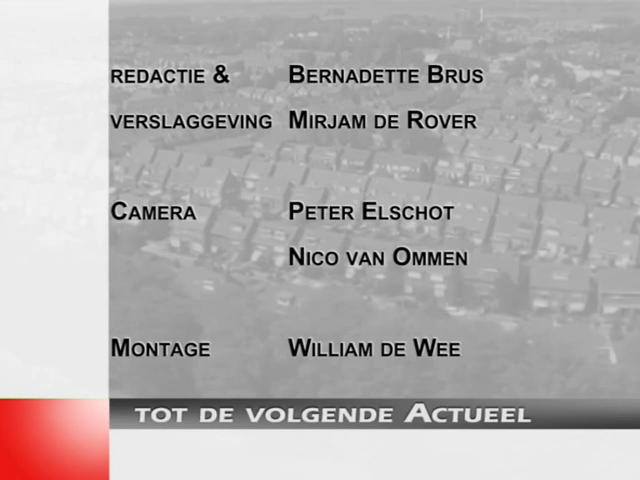 REDACTIE & BERNADETTE BRUS
VERSLAGGEVING MIRJAM DE ROVER
CAMERA PETER ELSCHOT
NICO VAN OMMEN
MONTAGE WILLIAM DE WEE
TOT DE VOLGENDE ACTUEEL